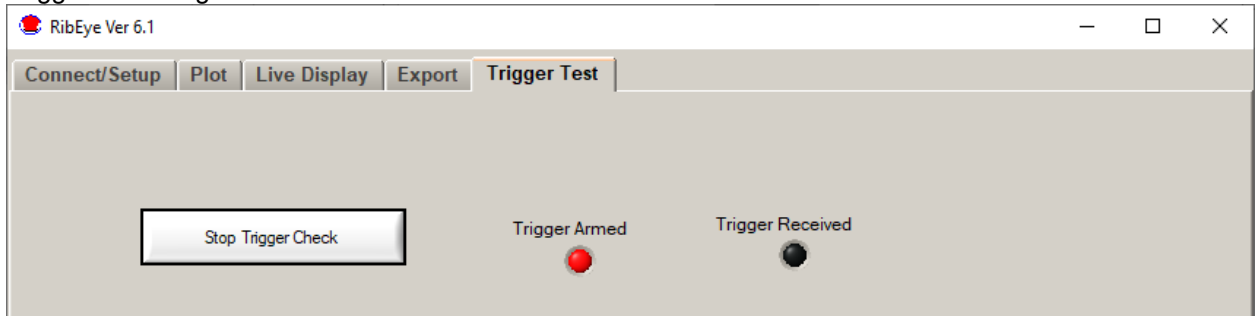 RibEye Ver 6.1
Connect/Setup Plot Live Display Export Trigger Test
Stop Trigger Check Trigger Armed Trigger Received